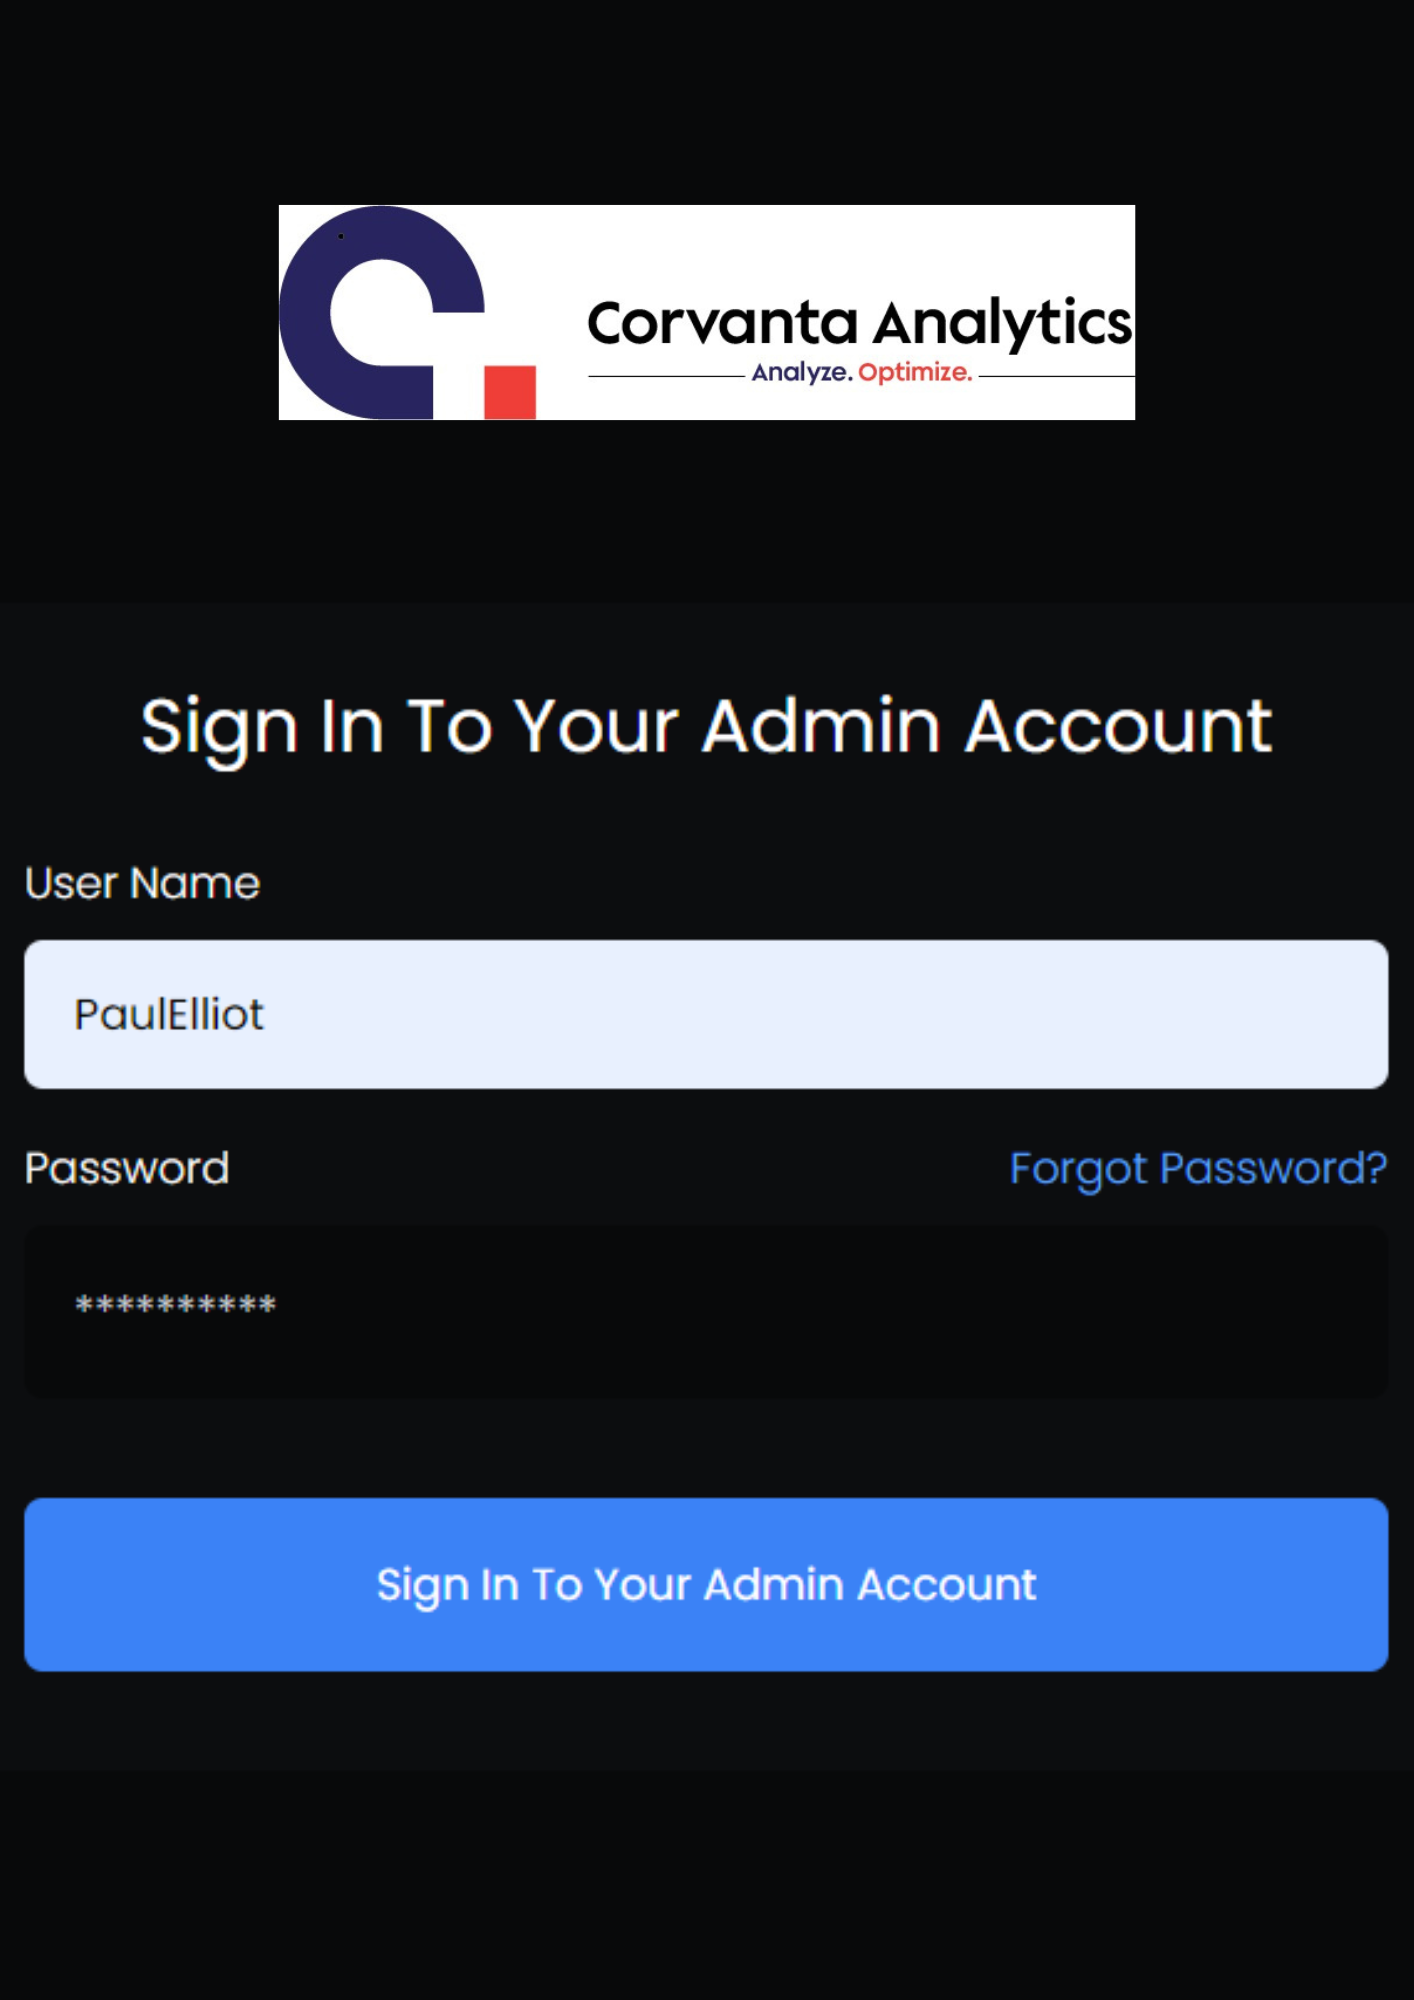 Corvanta Analytics
Analyze. Optimize.
Sign In To Your Admin Account
User Name
PaulElliot
Password
Forgot Password?
**********
Sign In To Your Admin Account